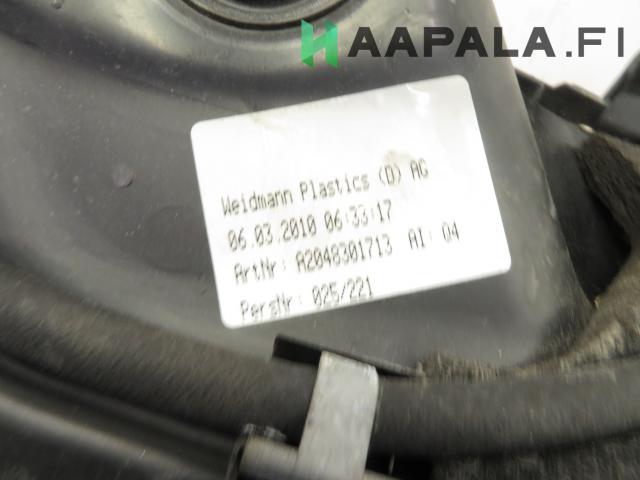 HAAPALA.FI
Weidmann Plastics (D) AG
06.03.2010 06:33:17
ArtNr: A2048301713 AI: 04
PersNr: 025/221